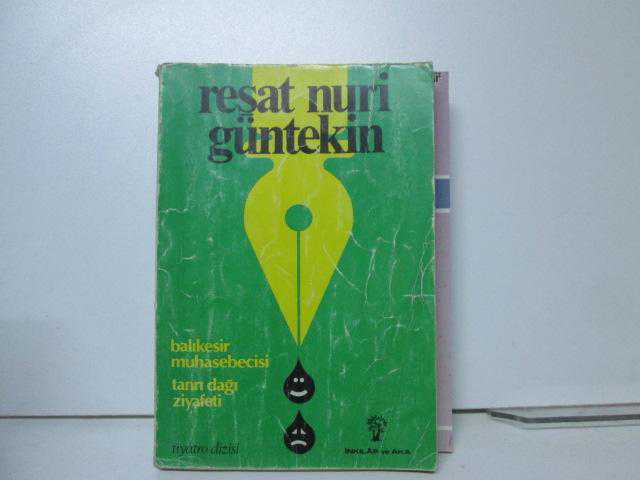 reşat nuri
güntekin
balıkesir
muhasebecisi
tanrı dağı
ziyafeti
tiyatro dizisi
İNKILÂP ve AKA